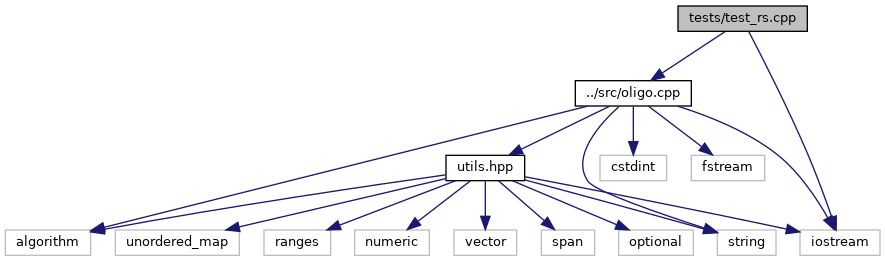 tests/test_rs.cpp
../src/oligo.cpp
utils.hpp
cstdint
fstream
algorithm
unordered_map
ranges
numeric
vector
span
optional
string
iostream